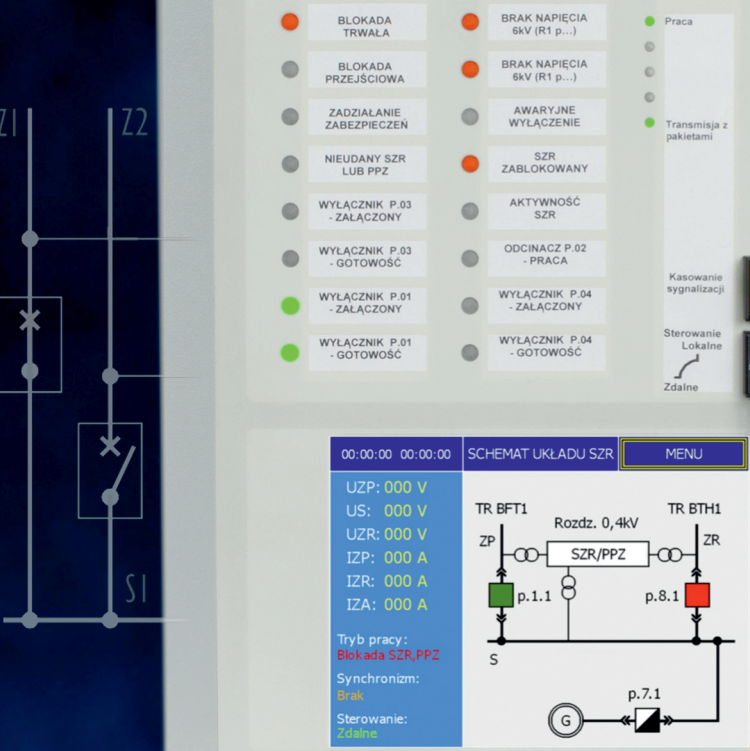 Z1
Z2
S1
BLOKADA
TRWAŁA
BLOKADA
PRZEJŚCIOWA
ZADZIAŁANIE
ZABEZPIECZEŃ
NIEUDANY SZR
LUB PPZ
WYŁĄCZNIK P.03
- ZAŁĄCZONY
WYŁĄCZNIK P.03
- GOTOWOŚĆ
WYŁĄCZNIK P.01
- ZAŁĄCZONY
WYŁĄCZNIK P.01
- GOTOWOŚĆ
BRAK NAPIĘCIA
6kV (R1 p...)
BRAK NAPIĘCIA
6kV (R1 p...)
AWARYJNE
WYŁĄCZENIE
SZR
ZABLOKOWANY
AKTYWNOŚĆ
SZR
ODCINACZ P.02
- PRACA
WYŁĄCZNIK P.04
- ZAŁĄCZONY
WYŁĄCZNIK P.04
- GOTOWOŚĆ
Praca
Transmisja z
pakietami
Kasowanie
sygnalizacji
Sterowanie
Lokalne
Zdalne
00:00:00 00:00:00
SCHEMAT UKŁADU SZR
MENU
UZP: 000 V
US: 000 V
UZR: 000 V
IZP: 000 A
IZR: 000 A
IZA: 000 A
Tryb pracy:
Blokada SZR,PPZ
Synchronizm:
Brak
Sterowanie:
Zdalne
TR BFT1
TR BTH1
Rozdz. 0,4kV
ZP
SZR/PPZ
ZR
p.1.1
p.8.1
S
p.7.1
G